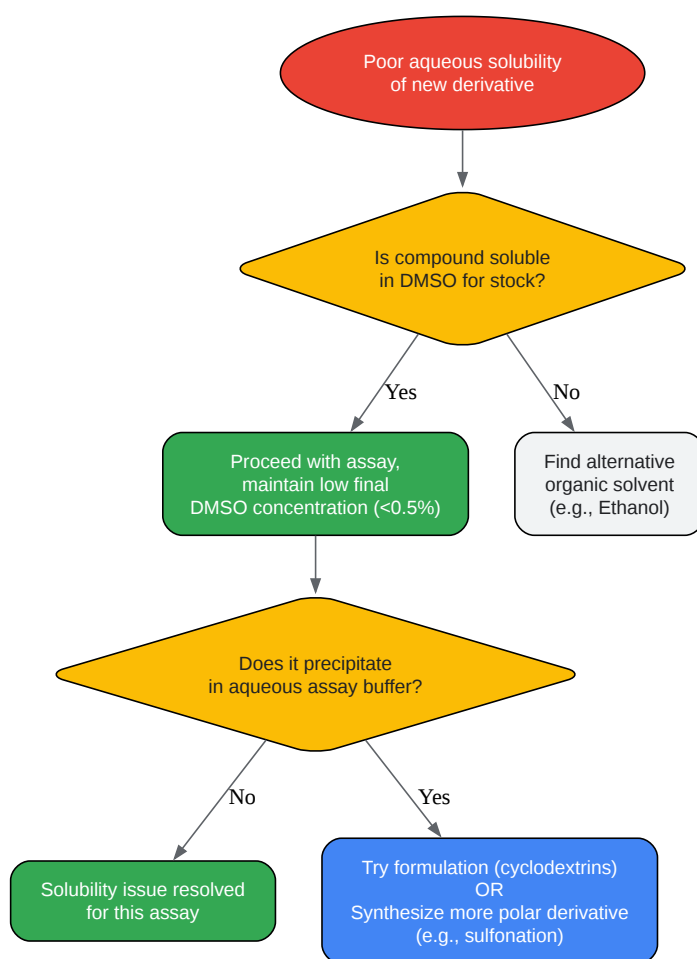 Poor aqueous solubility
of new derivative
Is compound soluble
in DMSO for stock?
Yes
No
Proceed with assay,
maintain low final
DMSO concentration (<0.5%)
Find alternative
organic solvent
(e.g., Ethanol)
Does it precipitate
in aqueous assay buffer?
No
Yes
Solubility issue resolved
for this assay
Try formulation (cyclodextrins)
OR
Synthesize more polar derivative
(e.g., sulfonation)